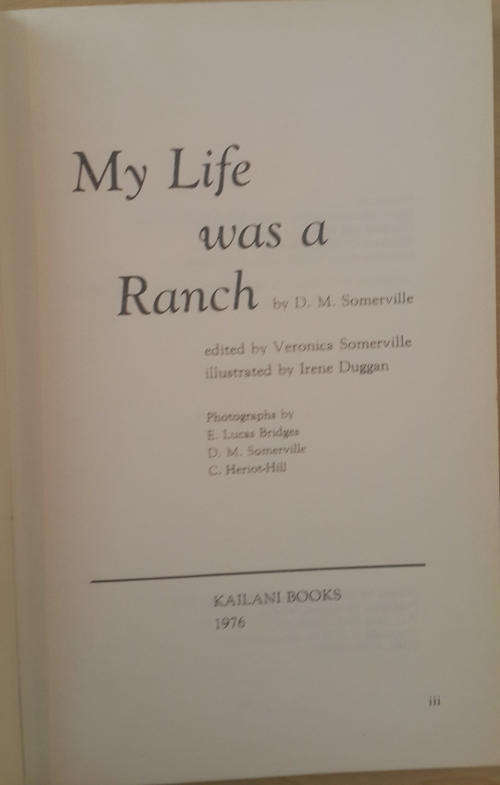 My Life
was a
Ranch by D. M. Somerville
edited by Veronica Somerville
illustrated by Irene Duggan
Photographs by
E. Lucas Bridges
D. M. Somerville
C. Heriot-Hill
KAILANI BOOKS
1976
iii